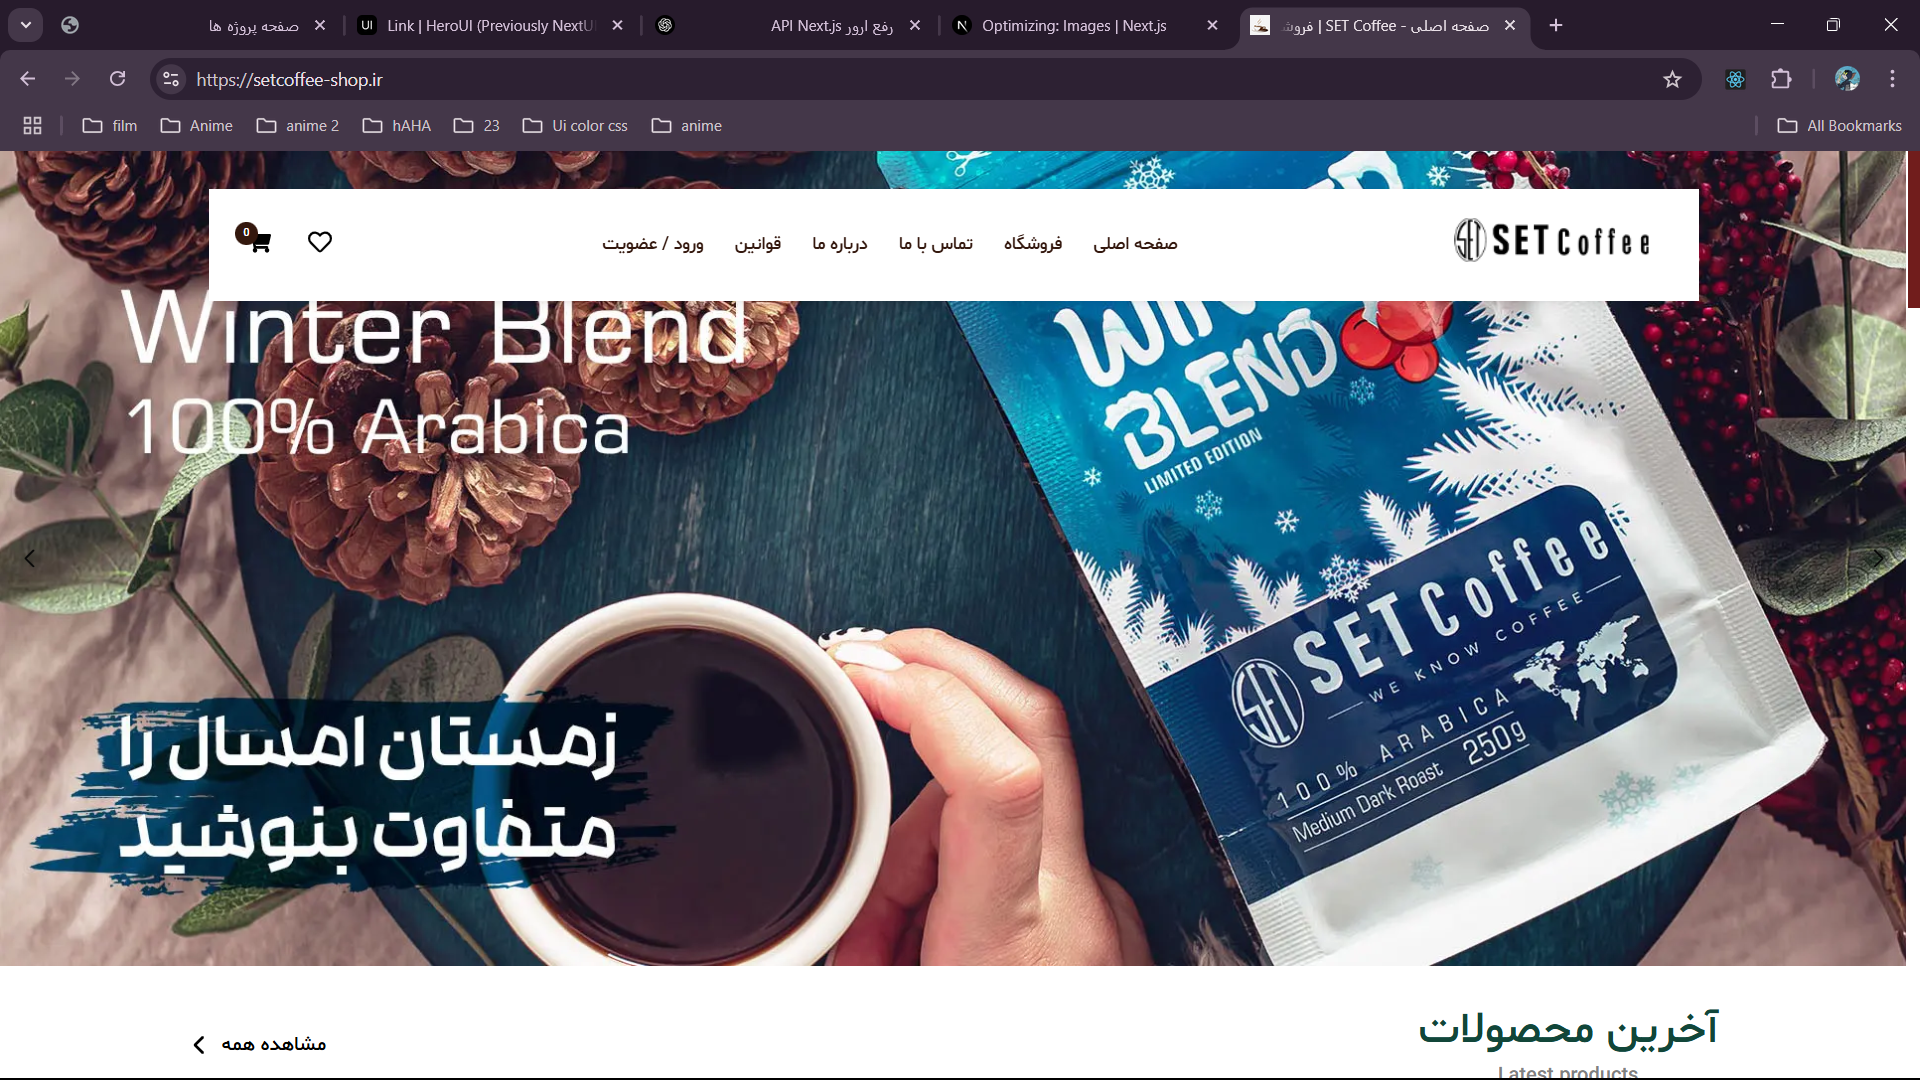 صفحه پروژه ها
Link | HeroUI (Previously NextU
رفع ارور API Next.js
Optimizing: Images | Next.js
صفحه اصلی - SET Coffee | فروش
https://setcoffee-shop.ir
film
Anime
anime 2
hAHA
23
Ui color css
anime
All Bookmarks
SET Coffee
صفحه اصلی
فروشگاه
تماس با ما
درباره ما
قوانین
ورود / عضویت
0
Winter Blend
100% Arabica
BLEND
LIMITED EDITION
SET Coffee
WE KNOW COFFEE
100% ARABICA
Medium Dark Roast 250g
زمستان امسال را
متفاوت بنوشید
آخرین محصولات
Latest products
مشاهده همه